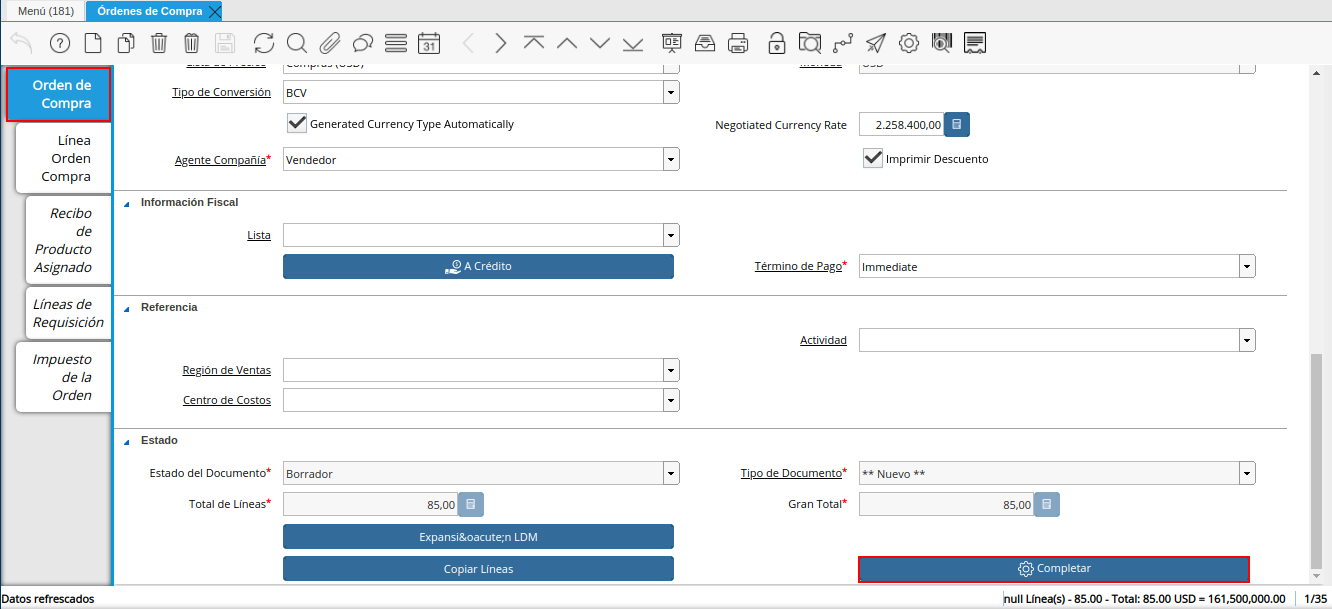 Menú (181)
Órdenes de Compra
31
Orden de
Compra
Línea
Orden
Compra
Recibo
de
Producto
Asignado
Líneas de
Requisición
Impuesto
de la
Orden
Lista de Precios Compras (USD) Moneda USD
Tipo de Conversión BCV
Generated Currency Type Automatically Negotiated Currency Rate 2.258.400,00
Agente Compañía* Vendedor Imprimir Descuento
Información Fiscal
Lista
A Crédito Término de Pago* Immediate
Referencia
Actividad
Región de Ventas
Centro de Costos
Estado
Estado del Documento* Borrador Tipo de Documento* ** Nuevo **
Total de Líneas* 85,00 Gran Total* 85,00
Expansi&oacute;n LDM
Copiar Líneas Completar
Datos refrescados null Línea(s) - 85.00 - Total: 85.00 USD = 161,500,000.00 1/35